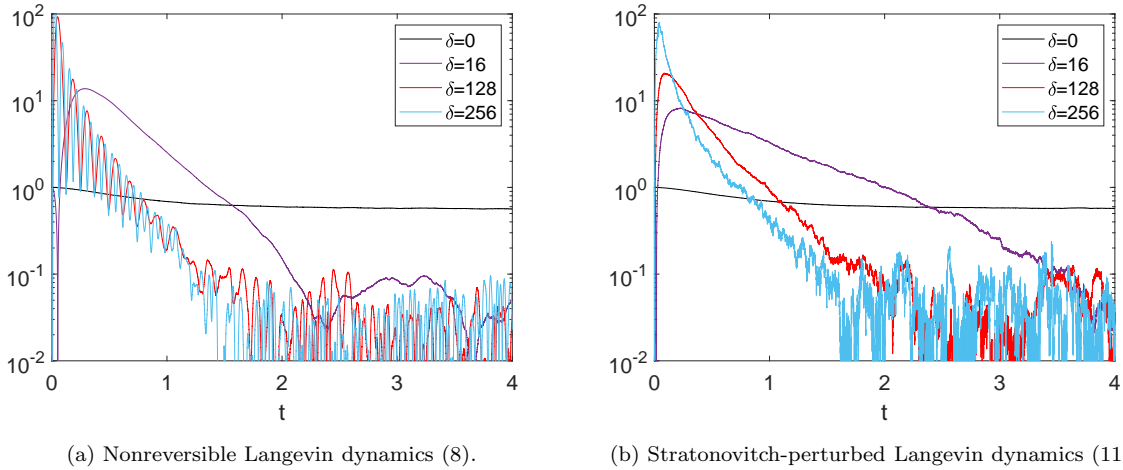 10^2
10^1
10^0
10^-1
10^-2
0
1
2
3
4
t
δ=0
δ=16
δ=128
δ=256
(a) Nonreversible Langevin dynamics (8).
10^2
10^1
10^0
10^-1
10^-2
0
1
2
3
4
t
δ=0
δ=16
δ=128
δ=256
(b) Stratonovitch-perturbed Langevin dynamics (11